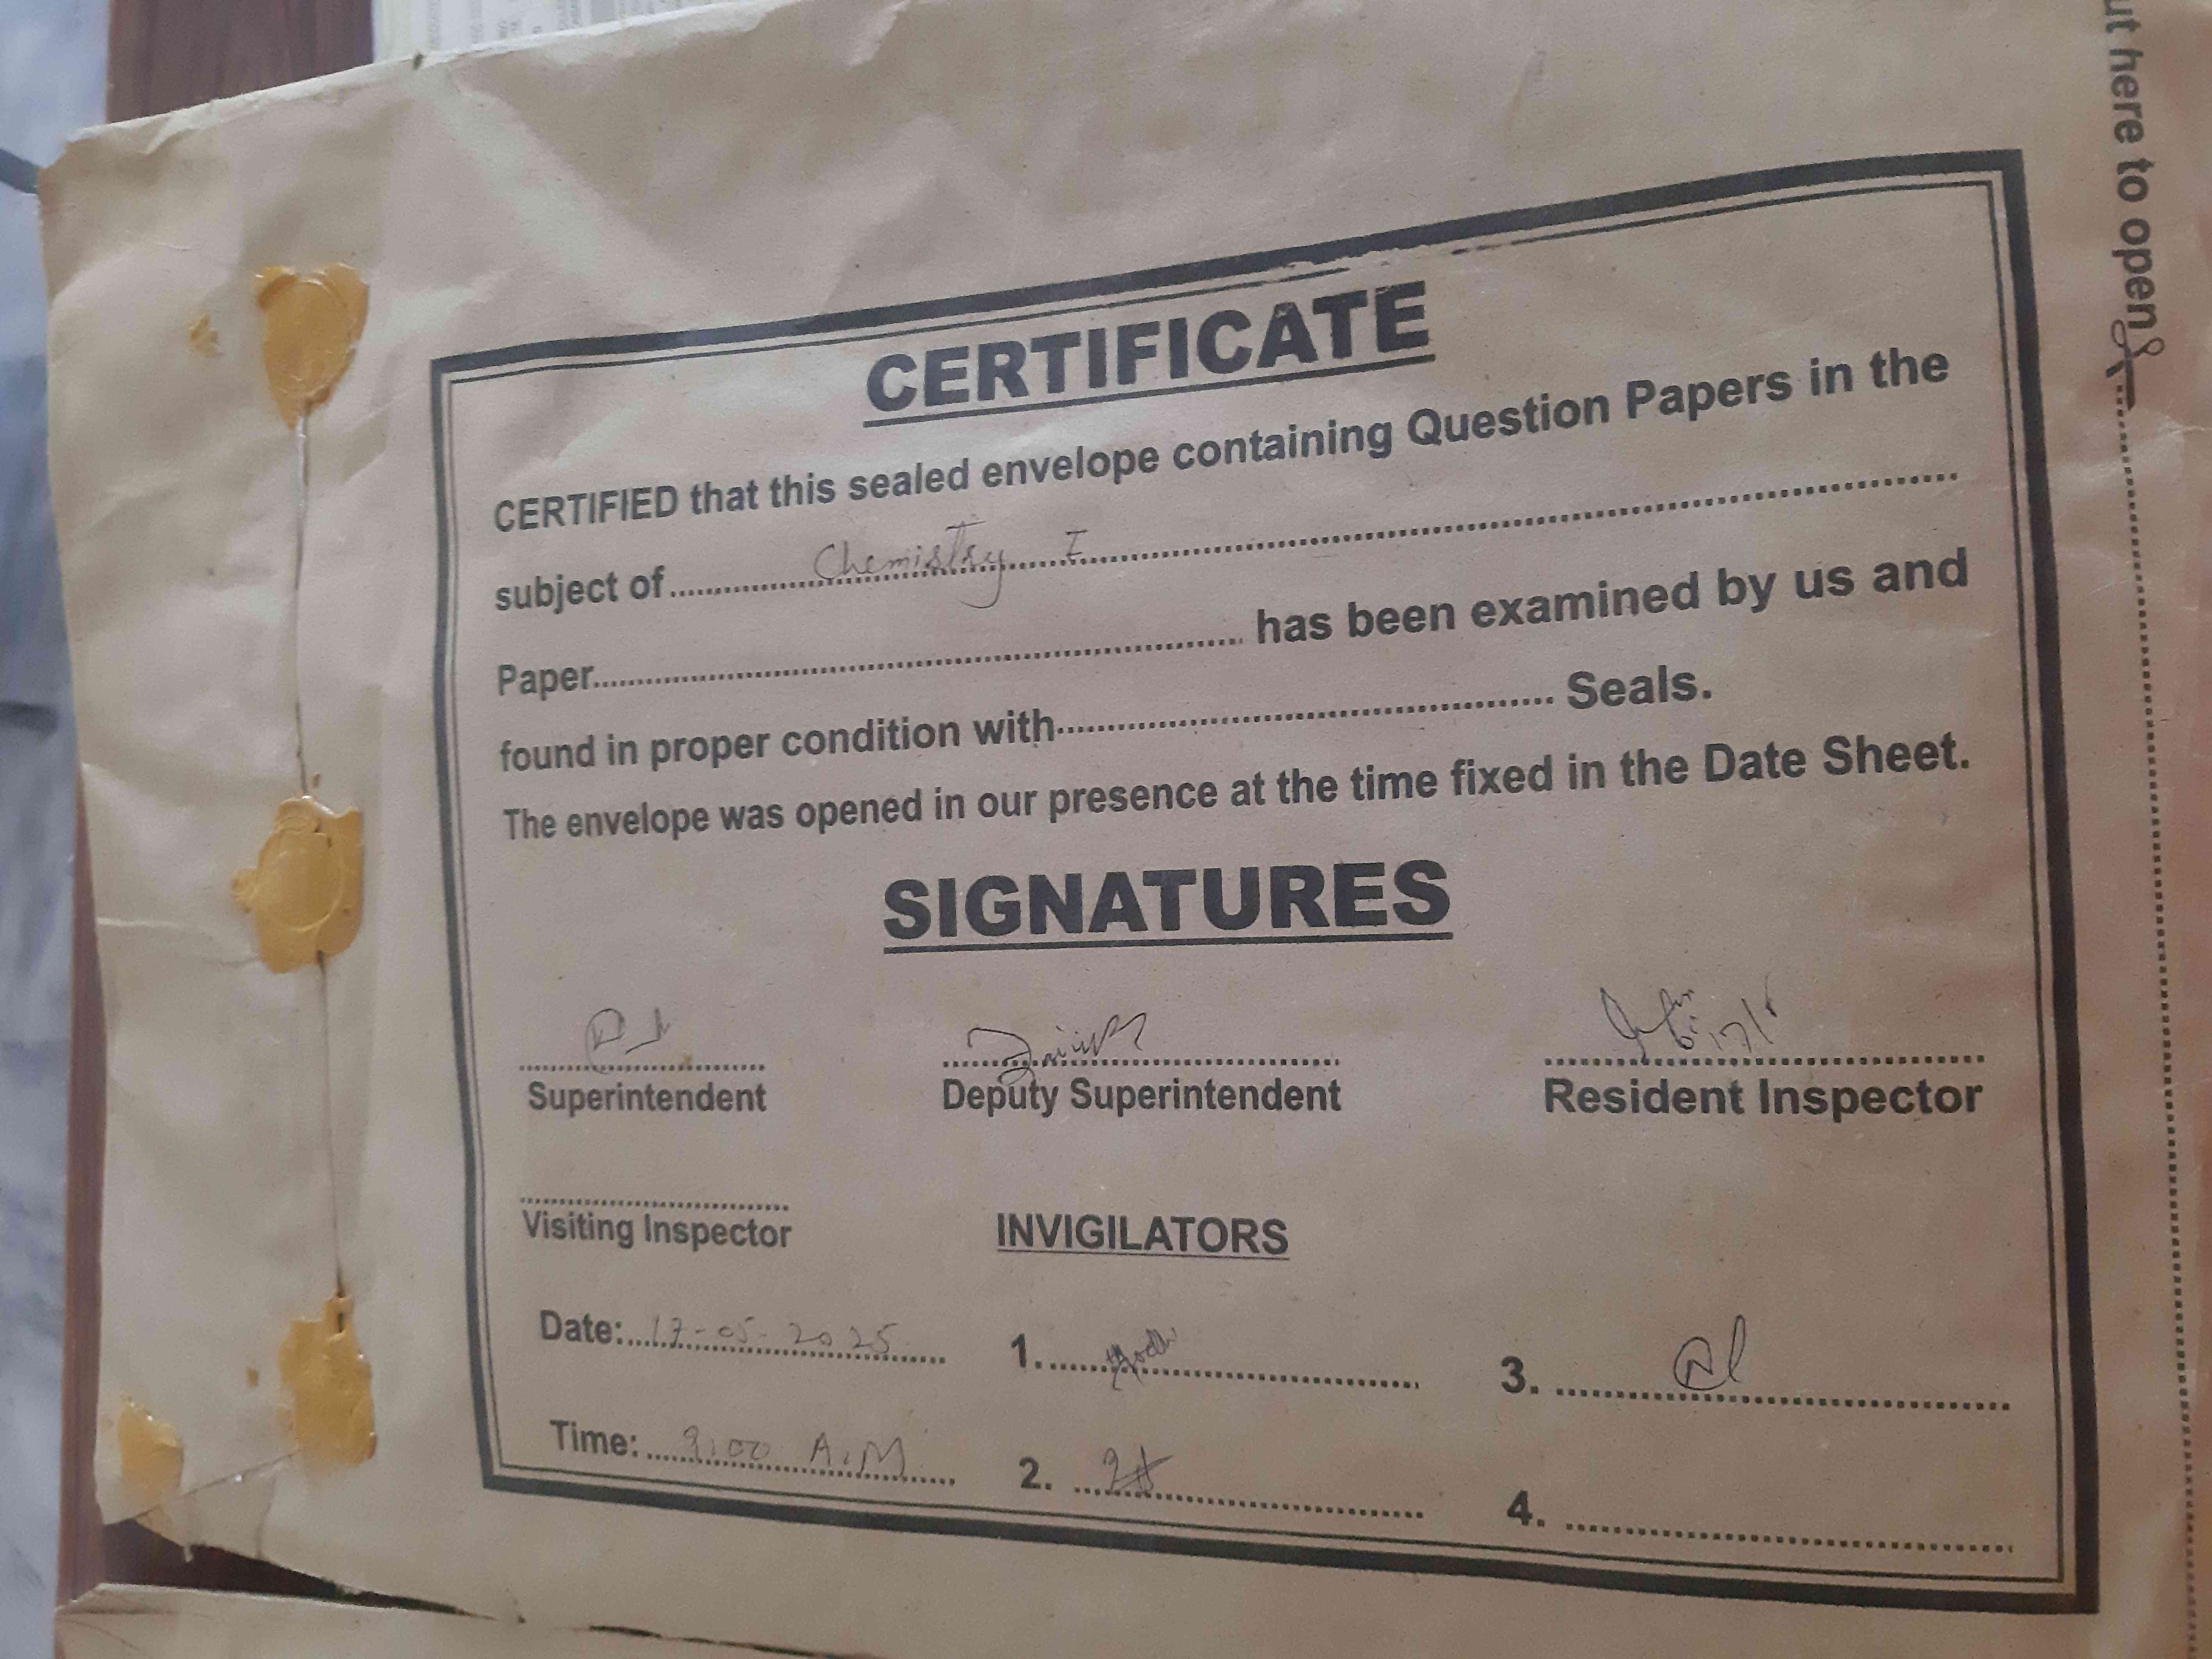 ut here to open
CERTIFICATE
CERTIFIED that this sealed envelope containing Question Papers in the
subject of.......... Chemistry I ..........
Paper.......... has been examined by us and
found in proper condition with.......... Seals.
The envelope was opened in our presence at the time fixed in the Date Sheet.
SIGNATURES
Superintendent Deputy Superintendent Resident Inspector
Visiting Inspector INVIGILATORS
Date:... 17-05-2025 ... 1. .......... 3. ..........
Time:... 9:00 A.M ... 2. .......... 4. ..........